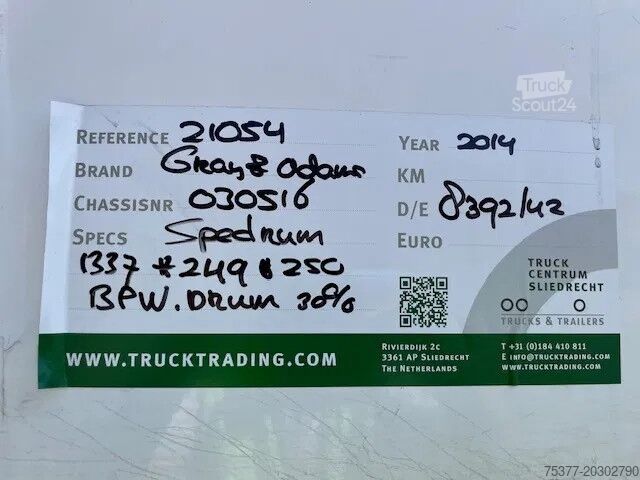 Truck
Scout24
REFERENCE 21054
BRAND Gray & Adams
CHASSISNR 030516
SPECS Spectrum
1337 * 249 * 250
BPW. Drum 30%
YEAR 2014
KM
D/E 8392/42
EURO
TRUCK
CENTRUM
SLIEDRECHT
TRUCKS & TRAILERS
WWW.TRUCKTRADING.COM
RIVIERDIJK 2C
3361 AP SLIEDRECHT
THE NETHERLANDS
T +31 (0)184 410 811
E INFO@TRUCKTRADING.COM
WWW.TRUCKTRADING.COM
75377-20302790